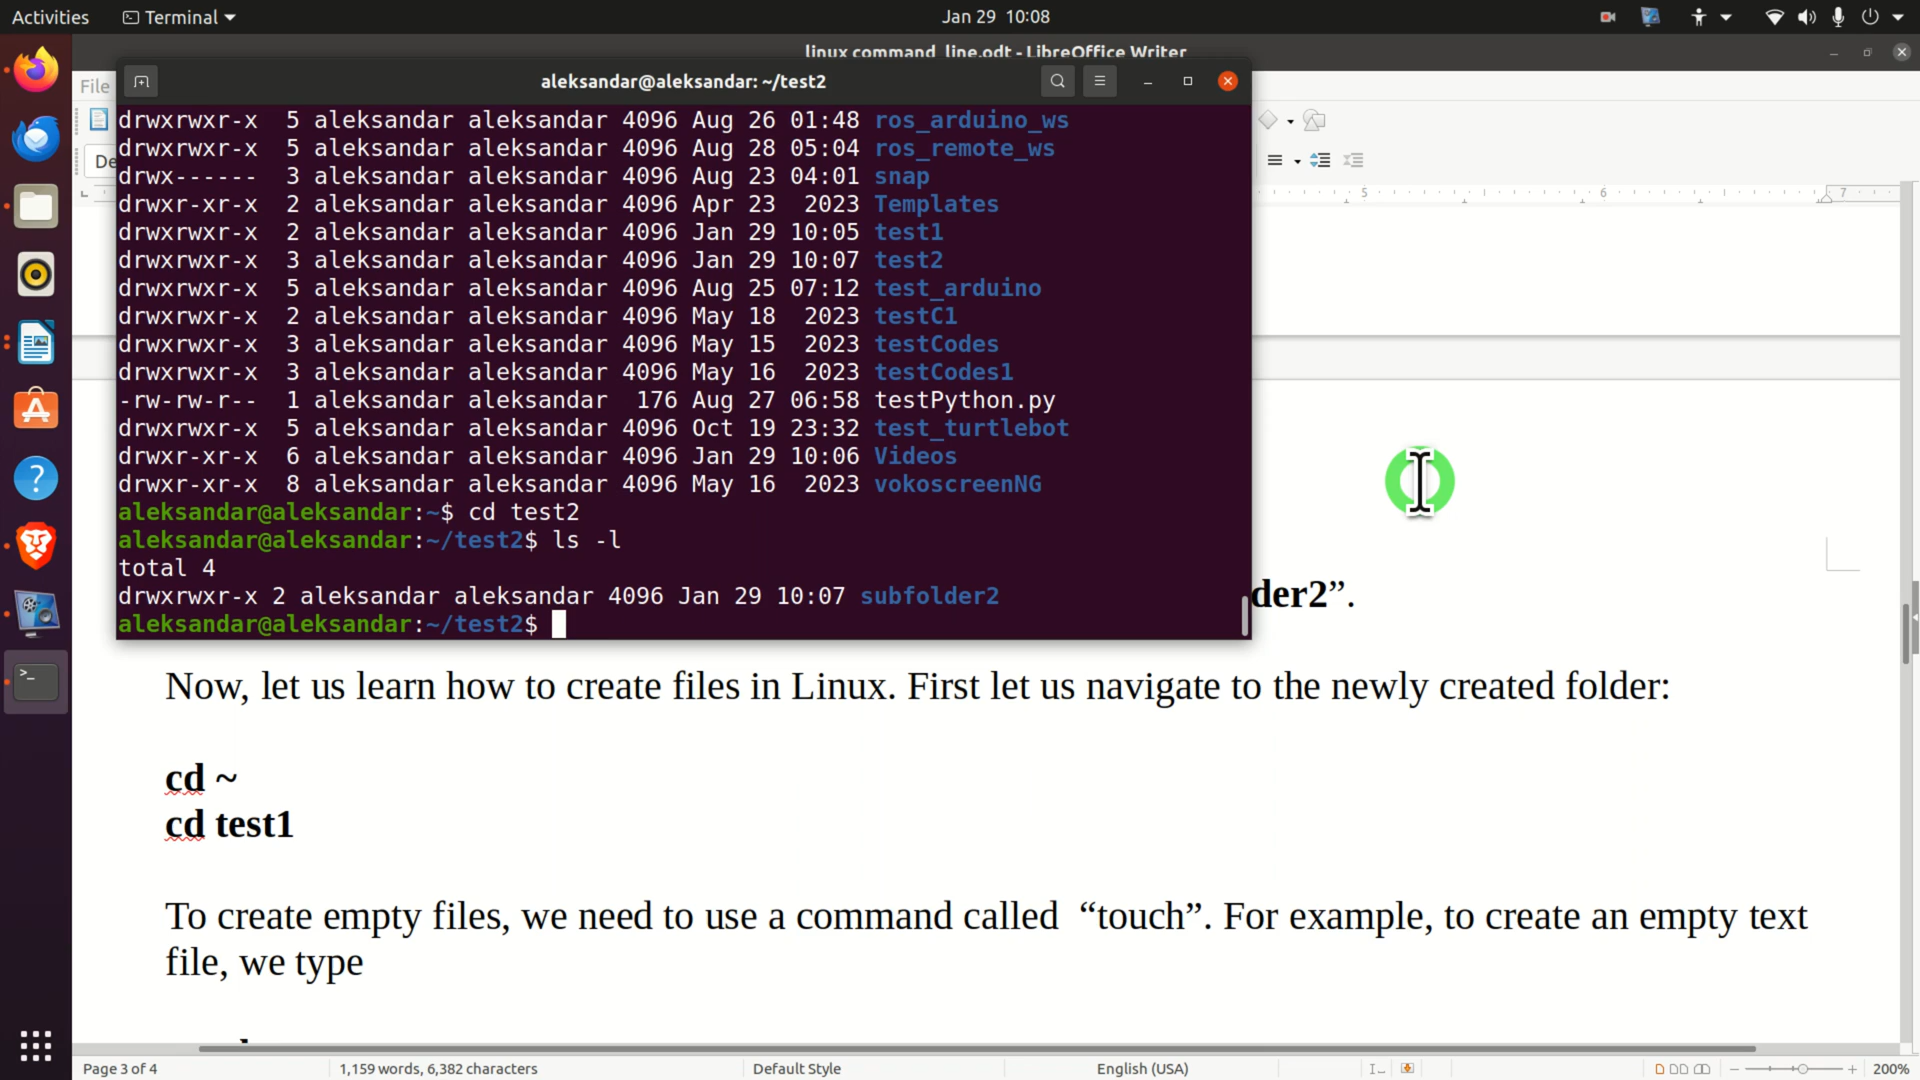 Activities Terminal Jan 29 10:08
linux command_line.odt - LibreOffice Writer
File
aleksandar@aleksandar: ~/test2
De
drwxrwxr-x 5 aleksandar aleksandar 4096 Aug 26 01:48 ros_arduino_ws
drwxrwxr-x 5 aleksandar aleksandar 4096 Aug 28 05:04 ros_remote_ws
drwx------ 3 aleksandar aleksandar 4096 Aug 23 04:01 snap
drwxr-xr-x 2 aleksandar aleksandar 4096 Apr 23 2023 Templates
drwxrwxr-x 2 aleksandar aleksandar 4096 Jan 29 10:05 test1
drwxrwxr-x 3 aleksandar aleksandar 4096 Jan 29 10:07 test2
drwxrwxr-x 5 aleksandar aleksandar 4096 Aug 25 07:12 test_arduino
drwxrwxr-x 2 aleksandar aleksandar 4096 May 18 2023 testC1
drwxrwxr-x 3 aleksandar aleksandar 4096 May 15 2023 testCodes
drwxrwxr-x 3 aleksandar aleksandar 4096 May 16 2023 testCodes1
-rw-rw-r-- 1 aleksandar aleksandar 176 Aug 27 06:58 testPython.py
drwxrwxr-x 5 aleksandar aleksandar 4096 Oct 19 23:32 test_turtlebot
drwxr-xr-x 6 aleksandar aleksandar 4096 Jan 29 10:06 Videos
drwxr-xr-x 8 aleksandar aleksandar 4096 May 16 2023 vokoscreenNG
aleksandar@aleksandar:~$ cd test2
aleksandar@aleksandar:~/test2$ ls -l
total 4
drwxrwxr-x 2 aleksandar aleksandar 4096 Jan 29 10:07 subfolder2
aleksandar@aleksandar:~/test2$
5 6 7
der2”.
Now, let us learn how to create files in Linux. First let us navigate to the newly created folder:
cd ~
cd test1
To create empty files, we need to use a command called “touch”. For example, to create an empty text
file, we type
Page 3 of 4 1,159 words, 6,382 characters Default Style English (USA) 200%